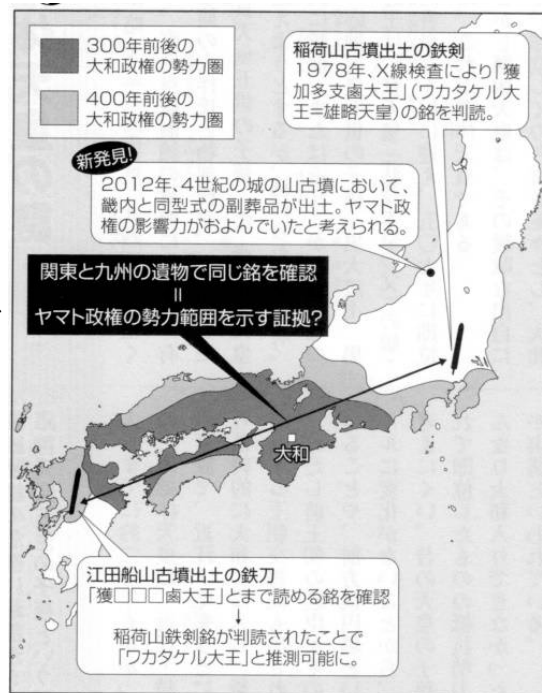 300年前後の
大和政権の勢力圏
400年前後の
大和政権の勢力圏
稲荷山古墳出土の鉄剣
1978年、X線検査により「獲
加多支鹵大王」(ワカタケル大
王=雄略天皇)の銘を判読。
新発見!
2012年、4世紀の城の山古墳において、
畿内と同型式の副葬品が出土。ヤマト政
権の影響力がおよんでいたと考えられる。
関東と九州の遺物で同じ銘を確認
=
ヤマト政権の勢力範囲を示す証拠?
大和
江田船山古墳出土の鉄刀
「獲□□□鹵大王」とまで読める銘を確認
↓
稲荷山鉄剣銘が判読されたことで
「ワカタケル大王」と推測可能に。